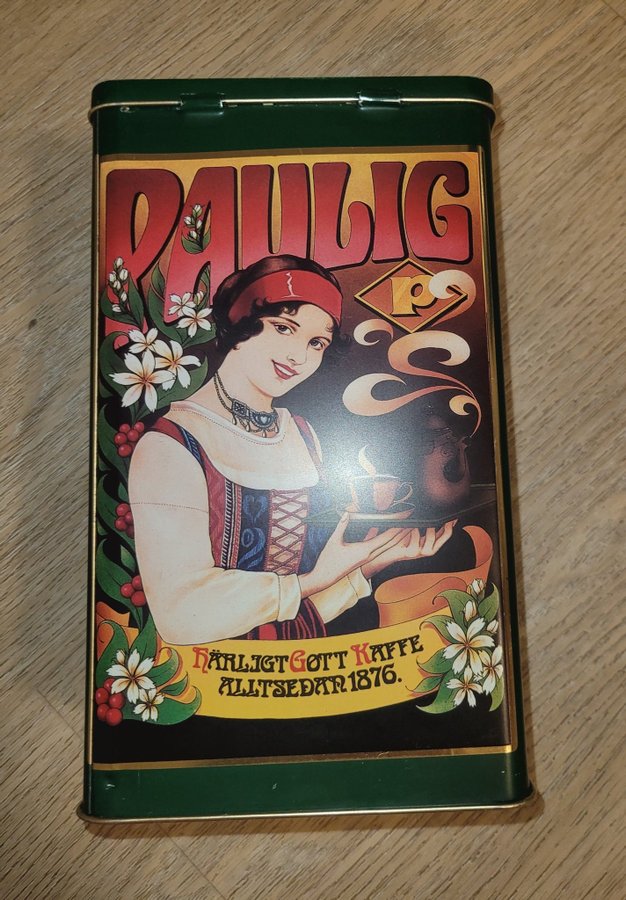 PAULIG
P
HÄRLIGT GOTT KAFFE
ALLTSEDAN 1876.